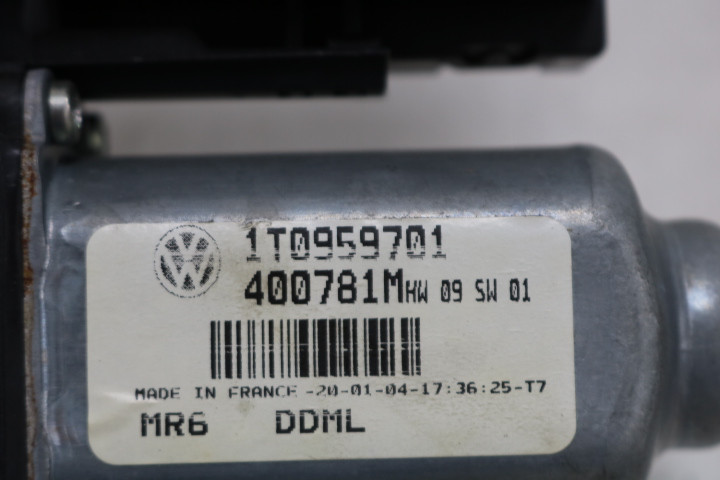 1T0959701
400781M HW 09 SW 01
MADE IN FRANCE -20-01-04-17:36:25-T7
MR6 DDML